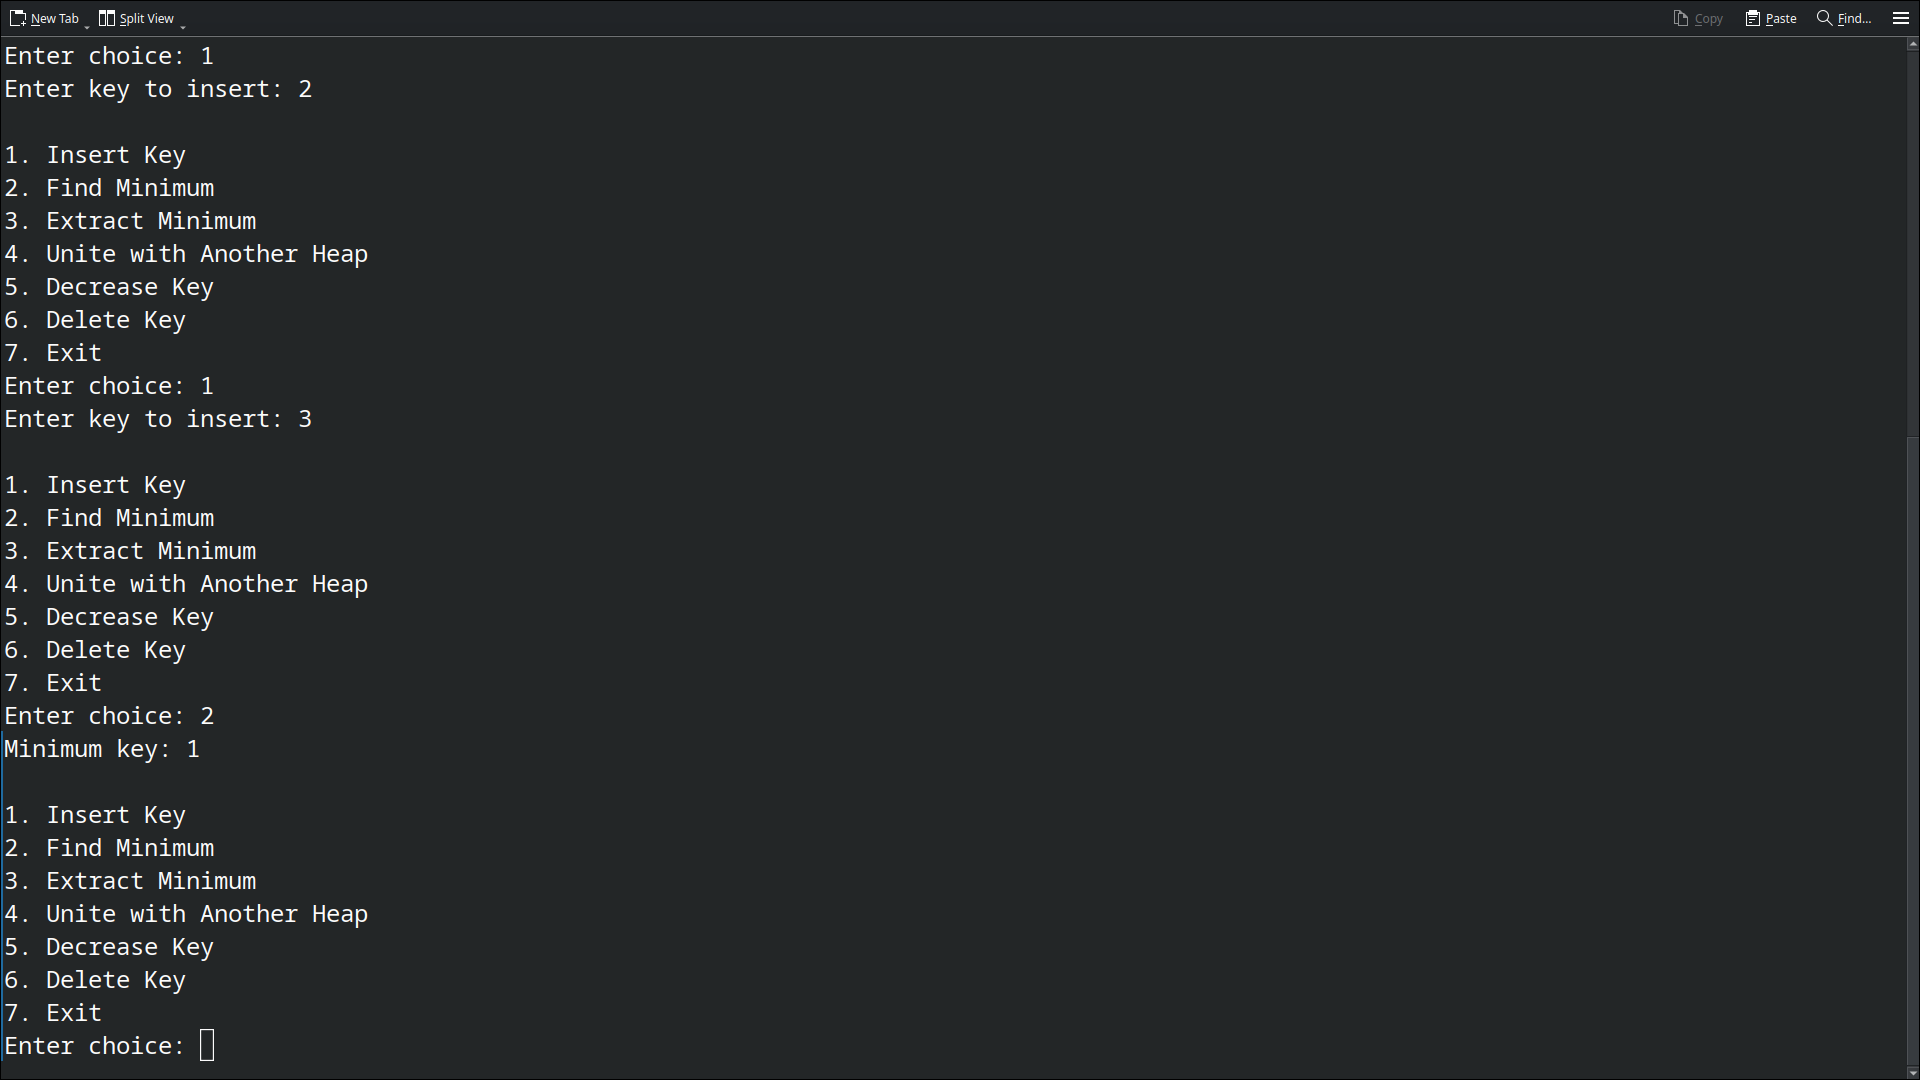 New Tab Split View Copy Paste Find...
Enter choice: 1
Enter key to insert: 2
1. Insert Key
2. Find Minimum
3. Extract Minimum
4. Unite with Another Heap
5. Decrease Key
6. Delete Key
7. Exit
Enter choice: 1
Enter key to insert: 3
1. Insert Key
2. Find Minimum
3. Extract Minimum
4. Unite with Another Heap
5. Decrease Key
6. Delete Key
7. Exit
Enter choice: 2
Minimum key: 1
1. Insert Key
2. Find Minimum
3. Extract Minimum
4. Unite with Another Heap
5. Decrease Key
6. Delete Key
7. Exit
Enter choice: